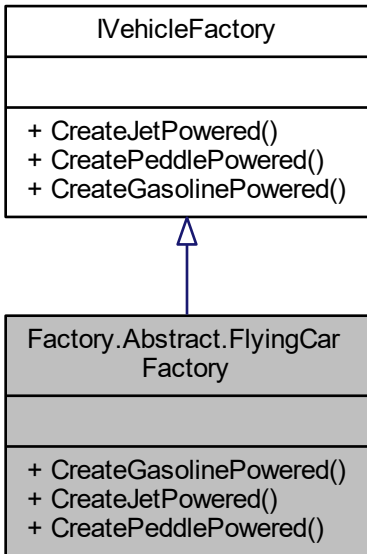 IVehicleFactory
+ CreateJetPowered()
+ CreatePeddlePowered()
+ CreateGasolinePowered()
Factory.Abstract.FlyingCar
Factory
+ CreateGasolinePowered()
+ CreateJetPowered()
+ CreatePeddlePowered()